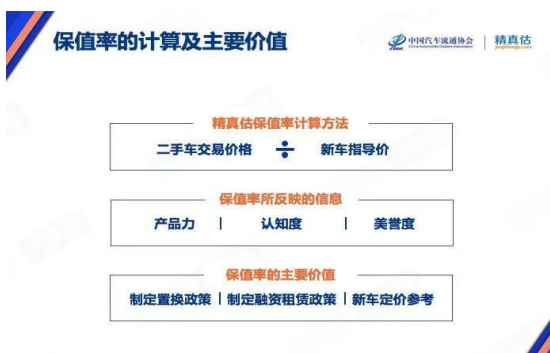 保值率的计算及主要价值
中国汽车流通协会
China Automobile Dealers Association
精真估
jingzhengu.com
精真估保值率计算方法
二手车交易价格 ÷ 新车指导价
保值率所反映的信息
产品力 | 认知度 | 美誉度
保值率的主要价值
制定置换政策 | 制定融资租赁政策 | 新车定价参考